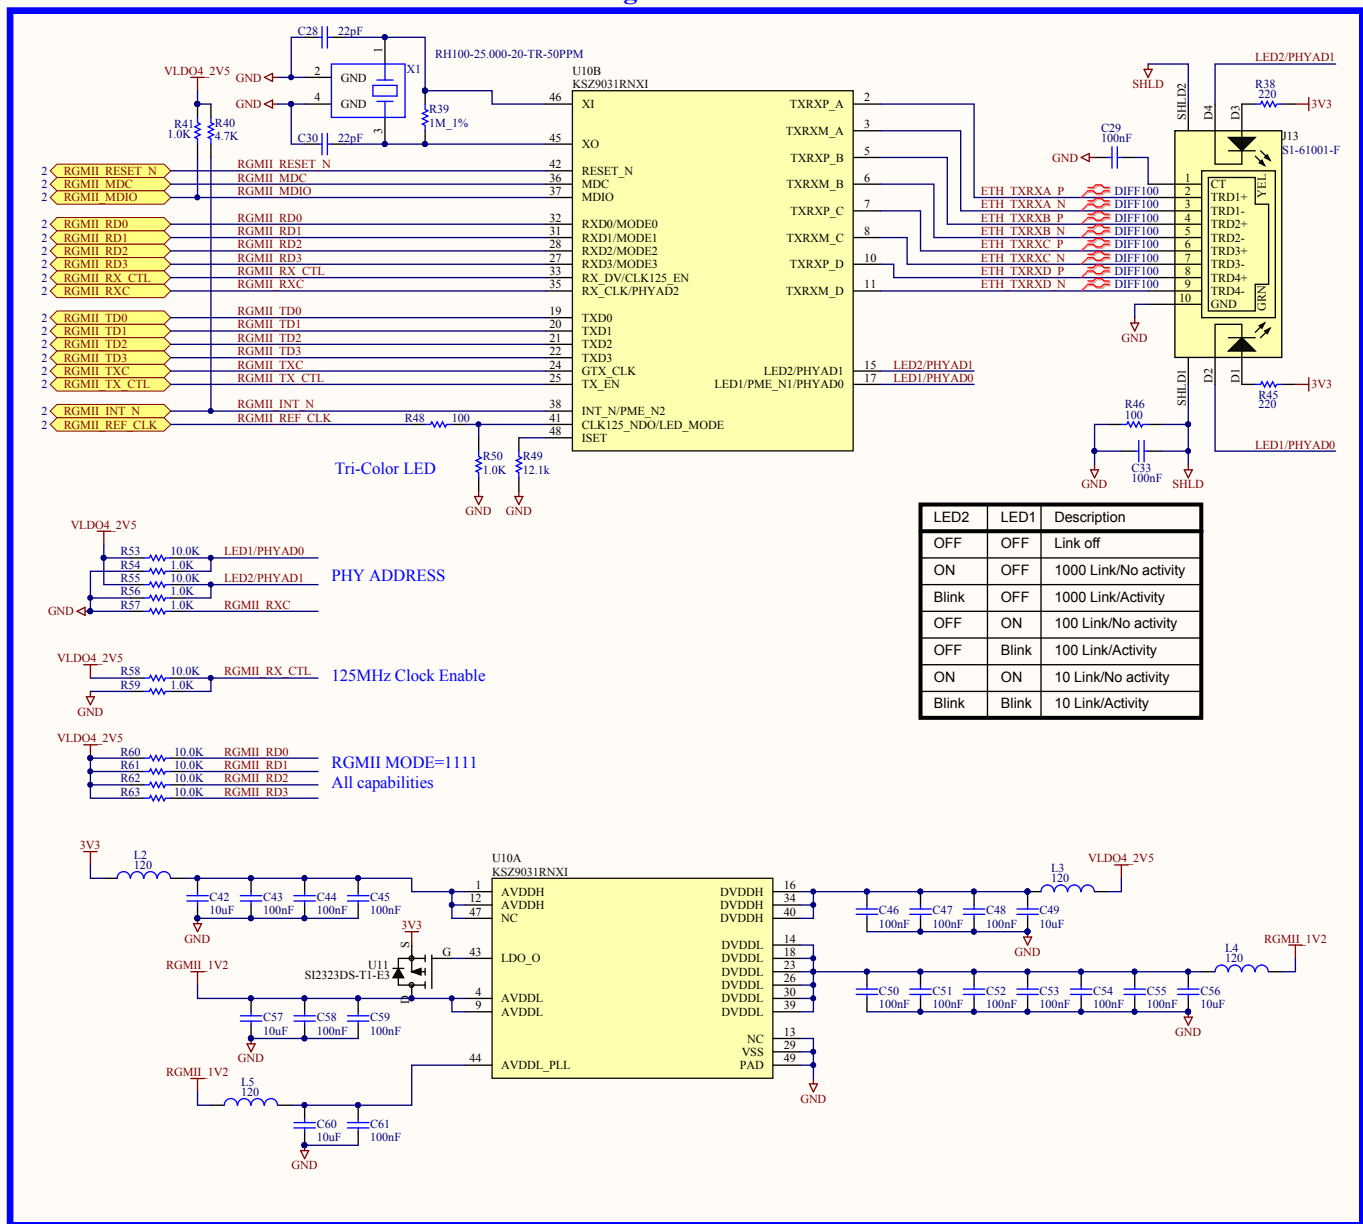 C28 22pF
RH100-25.000-20-TR-50PPM
VLDO4_2V5
GND 2 GND X1
GND 4 GND
1
3
R39
1M_1%
R41
1.0K
R40
4.7K
C30 22pF
U10B
KSZ9031RNXI
46 XI
45 XO
2 RGMII_RESET_N RGMII_RESET_N 42 RESET_N
2 RGMII_MDC RGMII_MDC 36 MDC
2 RGMII_MDIO RGMII_MDIO 37 MDIO
2 RGMII_RD0 RGMII_RD0 32 RXD0/MODE0
2 RGMII_RD1 RGMII_RD1 31 RXD1/MODE1
2 RGMII_RD2 RGMII_RD2 28 RXD2/MODE2
2 RGMII_RD3 RGMII_RD3 27 RXD3/MODE3
2 RGMII_RX_CTL RGMII_RX_CTL 33 RX_DV/CLK125_EN
2 RGMII_RXC RGMII_RXC 35 RX_CLK/PHYAD2
2 RGMII_TD0 RGMII_TD0 19 TXD0
2 RGMII_TD1 RGMII_TD1 20 TXD1
2 RGMII_TD2 RGMII_TD2 21 TXD2
2 RGMII_TD3 RGMII_TD3 22 TXD3
2 RGMII_TXC RGMII_TXC 24 GTX_CLK
2 RGMII_TX_CTL RGMII_TX_CTL 25 TX_EN
2 RGMII_INT_N RGMII_INT_N 38 INT_N/PME_N2
2 RGMII_REF_CLK RGMII_REF_CLK R48 100 41 CLK125_NDO/LED_MODE
48 ISET
Tri-Color LED
R50
1.0K
R49
12.1k
GND GND
TXRXP_A 2
TXRXM_A 3
TXRXP_B 5
TXRXM_B 6
TXRXP_C 7
TXRXM_C 8
TXRXP_D 10
TXRXM_D 11
LED2/PHYAD1 15 LED2/PHYAD1
LED1/PME_N1/PHYAD0 17 LED1/PHYAD0
ETH_TXRXA_P DIFF100
ETH_TXRXA_N DIFF100
ETH_TXRXB_P DIFF100
ETH_TXRXB_N DIFF100
ETH_TXRXC_P DIFF100
ETH_TXRXC_N DIFF100
ETH_TXRXD_P DIFF100
ETH_TXRXD_N DIFF100
LED2/PHYAD1
SHLD
SHLD2
D4
D3
R38
220
3V3
C29
100nF
GND
J13
S1-61001-F
1 CT
2 TRD1+
3 TRD1-
4 TRD2+
5 TRD2-
6 TRD3+
7 TRD3-
8 TRD4+
9 TRD4-
10 GND
YEL
GRN
GND
SHLD1
D2
D1
3V3
R45
220
R46
100
C33
100nF
GND
SHLD
LED1/PHYAD0
LED2 LED1 Description
OFF OFF Link off
ON OFF 1000 Link/No activity
Blink OFF 1000 Link/Activity
OFF ON 100 Link/No activity
OFF Blink 100 Link/Activity
ON ON 10 Link/No activity
Blink Blink 10 Link/Activity
VLDO4_2V5
R53 10.0K LED1/PHYAD0
R54 1.0K
R55 10.0K LED2/PHYAD1
R56 1.0K
GND R57 1.0K RGMII_RXC
PHY ADDRESS
VLDO4_2V5
R58 10.0K RGMII_RX_CTL
R59 1.0K
GND
125MHz Clock Enable
VLDO4_2V5
R60 10.0K RGMII_RD0
R61 10.0K RGMII_RD1
R62 10.0K RGMII_RD2
R63 10.0K RGMII_RD3
RGMII MODE=1111
All capabilities
3V3
L2
120
C42 C43 C44 C45
10uF 100nF 100nF 100nF
GND
3V3
S
G
D
U11
SI2323DS-T1-E3
RGMII_1V2
C57 C58 C59
10uF 100nF 100nF
GND
RGMII_1V2
L5
120
C60 C61
10uF 100nF
GND
U10A
KSZ9031RNXI
1 AVDDH
12 AVDDH
47 NC
43 LDO_O
4 AVDDL
9 AVDDL
44 AVDDL_PLL
DVDDH 16
DVDDH 34
DVDDH 40
DVDDL 14
DVDDL 18
DVDDL 23
DVDDL 26
DVDDL 30
DVDDL 39
NC 13
VSS 29
PAD 49
GND
L3
120
VLDO4_2V5
C46 C47 C48 C49
100nF 100nF 100nF 10uF
GND
L4
120
RGMII_1V2
C50 C51 C52 C53 C54 C55 C56
100nF 100nF 100nF 100nF 100nF 100nF 10uF
GND